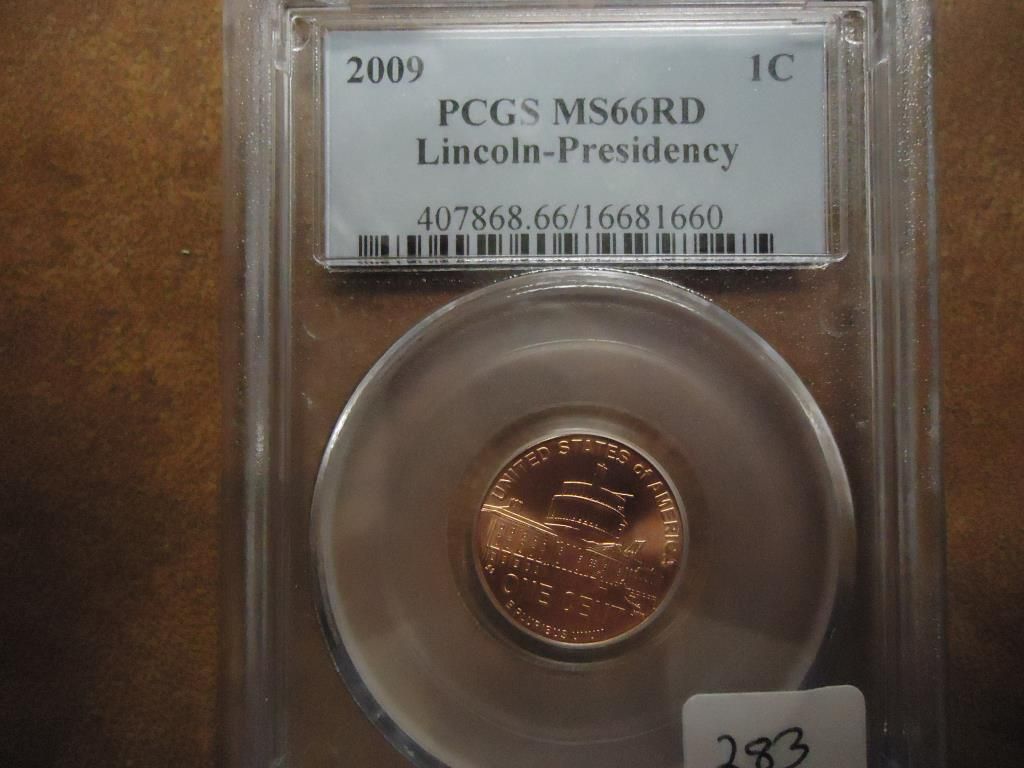 2009 1C
PCGS MS66RD
Lincoln-Presidency
407868.66/16681660
UNITED STATES of AMERICA
ONE CENT
E PLURIBUS UNUM
283